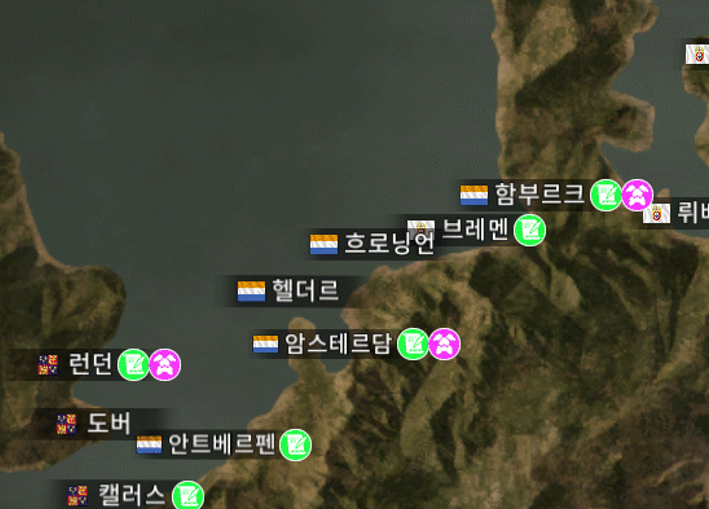 함부르크
뤼베
브레멘
흐로닝언
헬더르
암스테르담
런던
도버
안트베르펜
캘러스